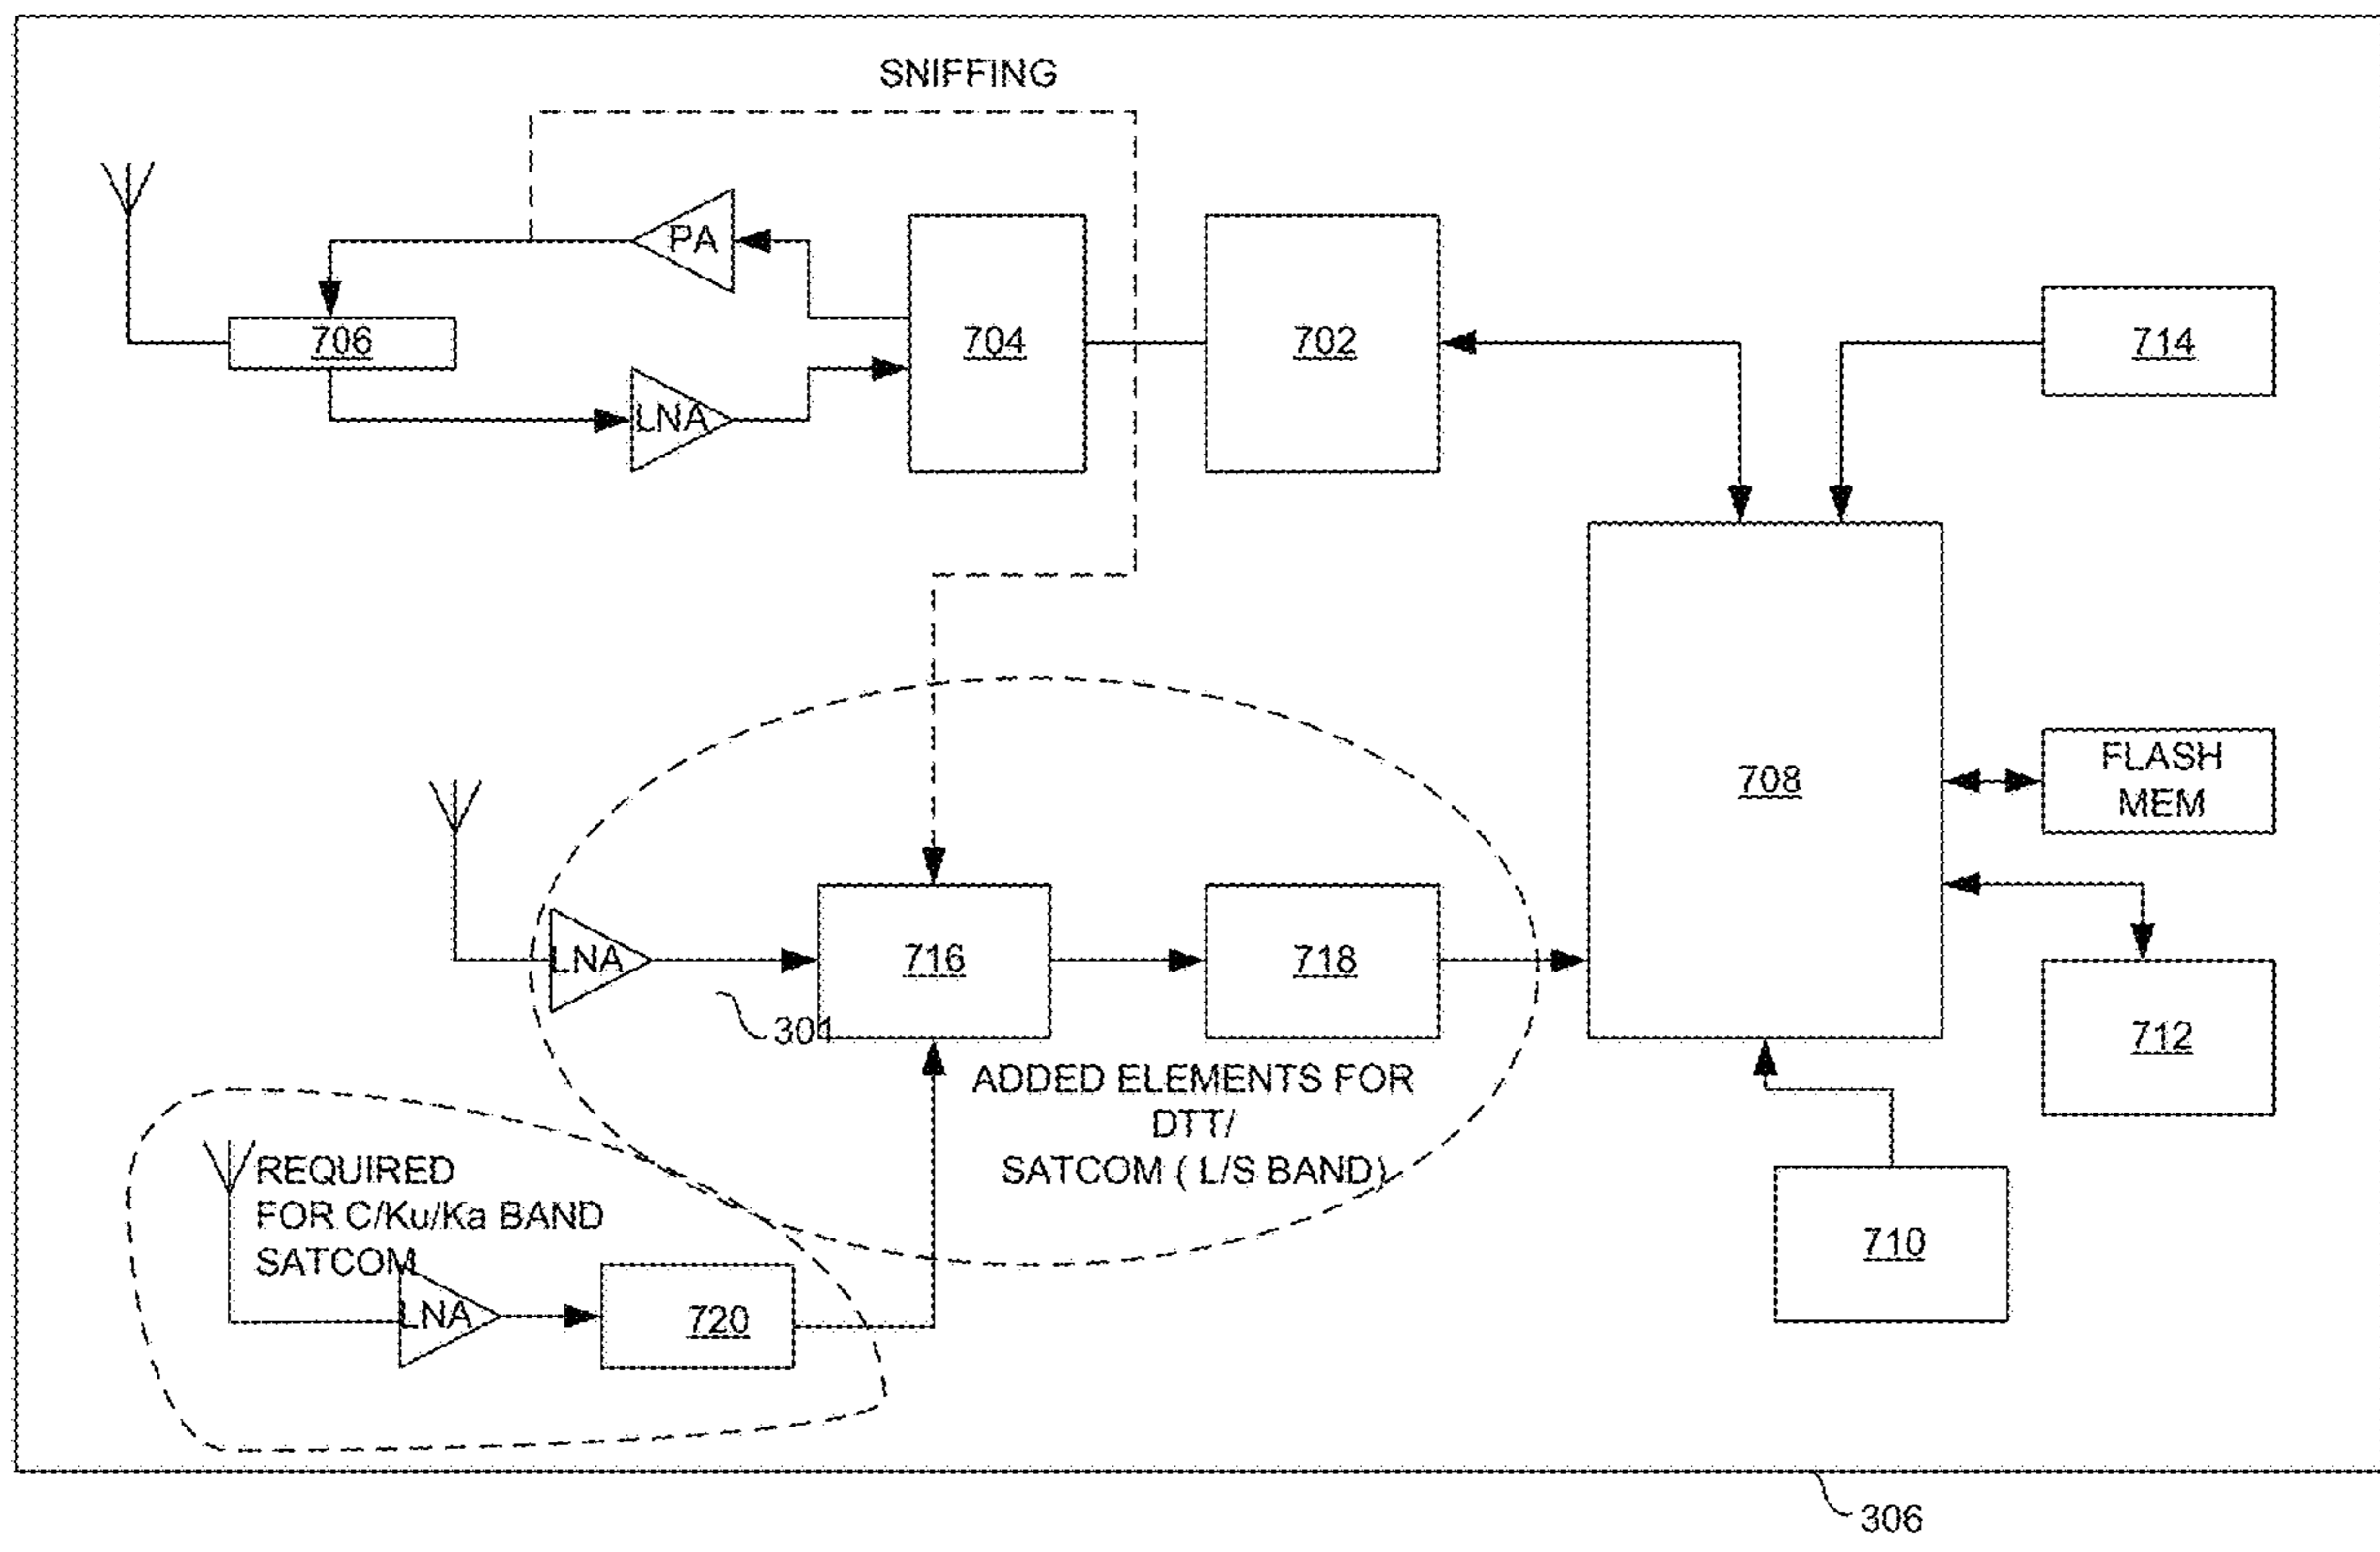 SNIFFING
PA
706
LNA
704
702
714
708
FLASH
MEM
LNA
716
718
301
712
ADDED ELEMENTS FOR
DTT/
SATCOM ( L/S BAND)
REQUIRED
FOR C/Ku/Ka BAND
SATCOM
LNA
720
710
306